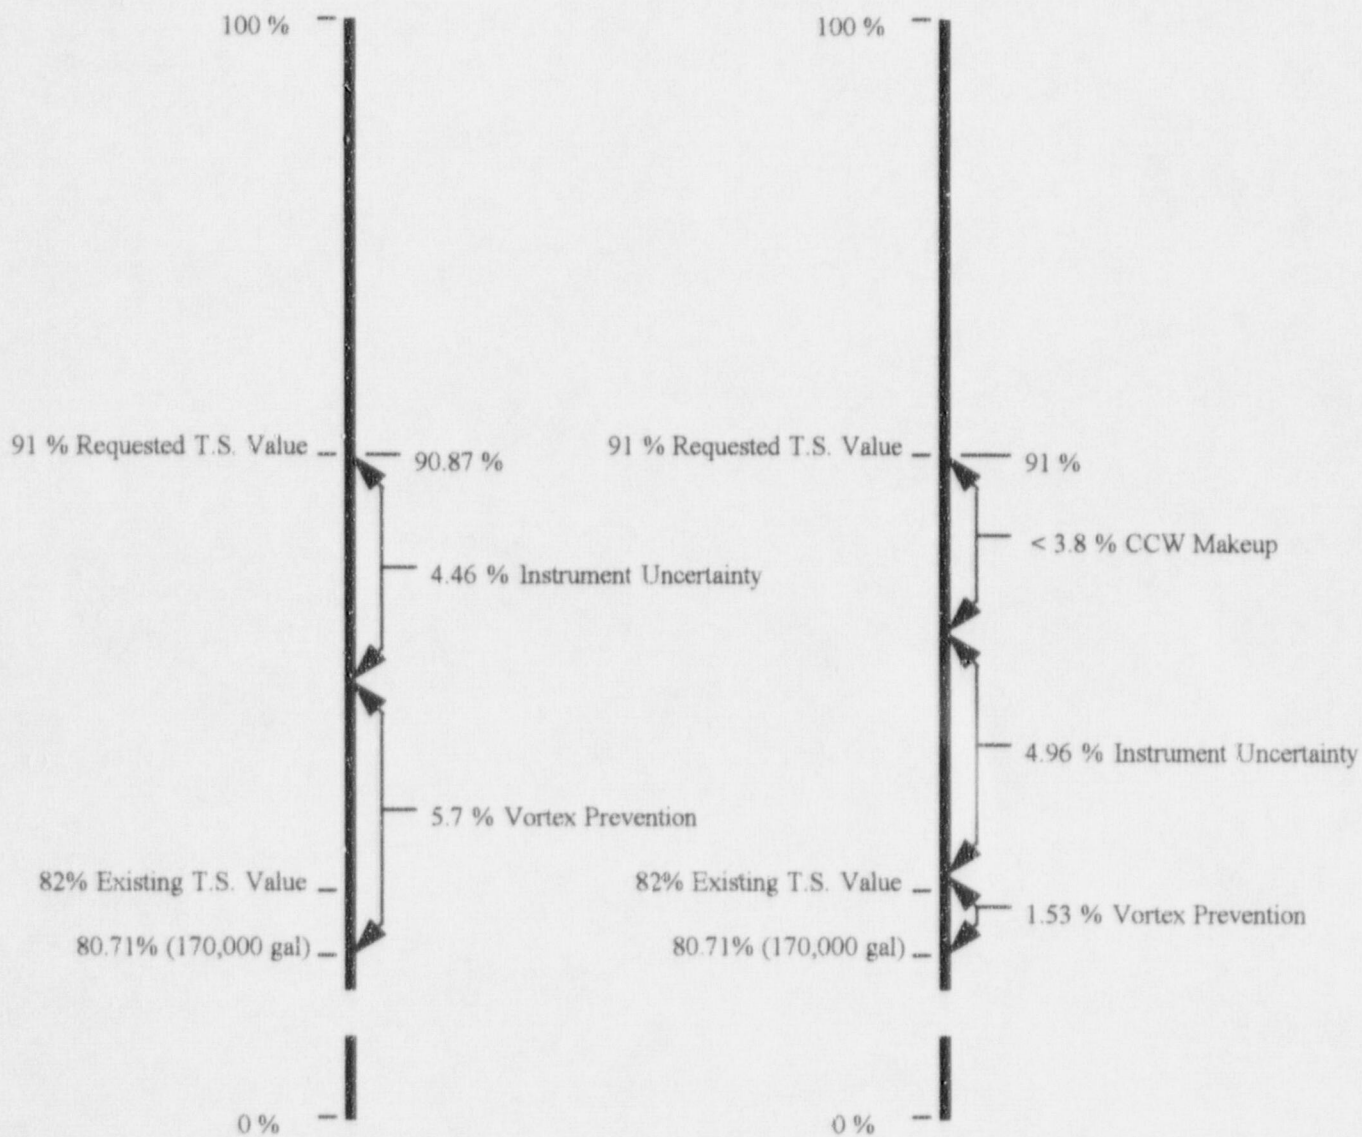 100 %
91 % Requested T.S. Value
90.87 %
4.46 % Instrument Uncertainty
5.7 % Vortex Prevention
82% Existing T.S. Value
80.71% (170,000 gal)
0 %
100 %
91 % Requested T.S. Value
91 %
< 3.8 % CCW Makeup
4.96 % Instrument Uncertainty
82% Existing T.S. Value
1.53 % Vortex Prevention
80.71% (170,000 gal)
0 %